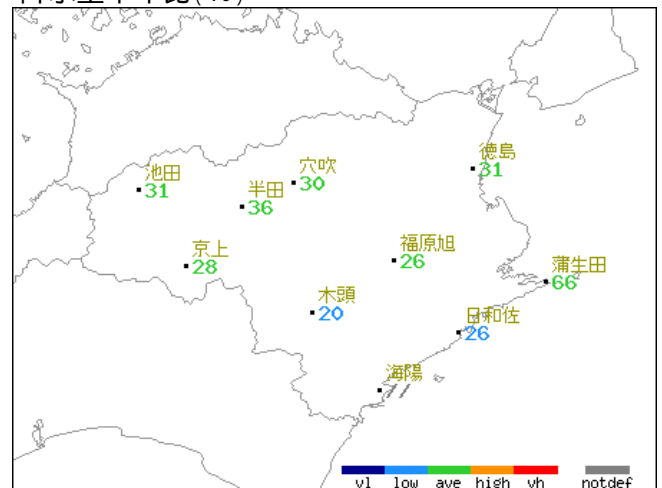 徳島
31
穴吹
30
池田
31
半田
36
京上
28
福原旭
26
蒲生田
66
木頭
20
日和佐
26
海陽
vl low ave high vh notdef